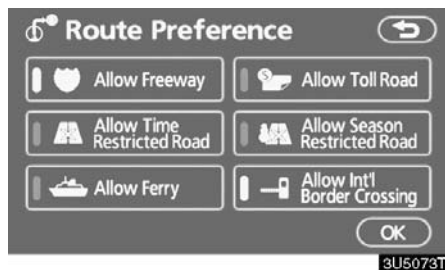 Route Preference
Allow Freeway
S
Allow Toll Road
Allow Time
Restricted Road
Allow Season
Restricted Road
Allow Ferry
Allow Int'l
Border Crossing
OK
3U5073T